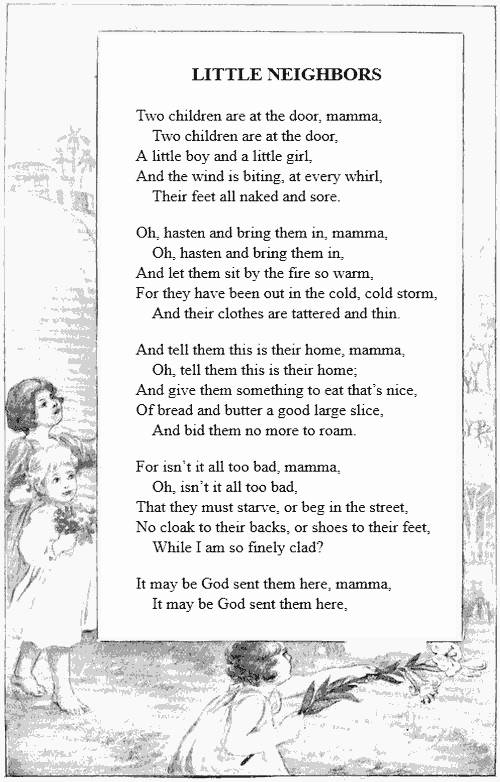 LITTLE NEIGHBORS
Two children are at the door, mamma,
Two children are at the door,
A little boy and a little girl,
And the wind is biting, at every whirl,
Their feet all naked and sore.
Oh, hasten and bring them in, mamma,
Oh, hasten and bring them in,
And let them sit by the fire so warm,
For they have been out in the cold, cold storm,
And their clothes are tattered and thin.
And tell them this is their home, mamma,
Oh, tell them this is their home;
And give them something to eat that’s nice,
Of bread and butter a good large slice,
And bid them no more to roam.
For isn’t it all too bad, mamma,
Oh, isn’t it all too bad,
That they must starve, or beg in the street,
No cloak to their backs, or shoes to their feet,
While I am so finely clad?
It may be God sent them here, mamma,
It may be God sent them here,